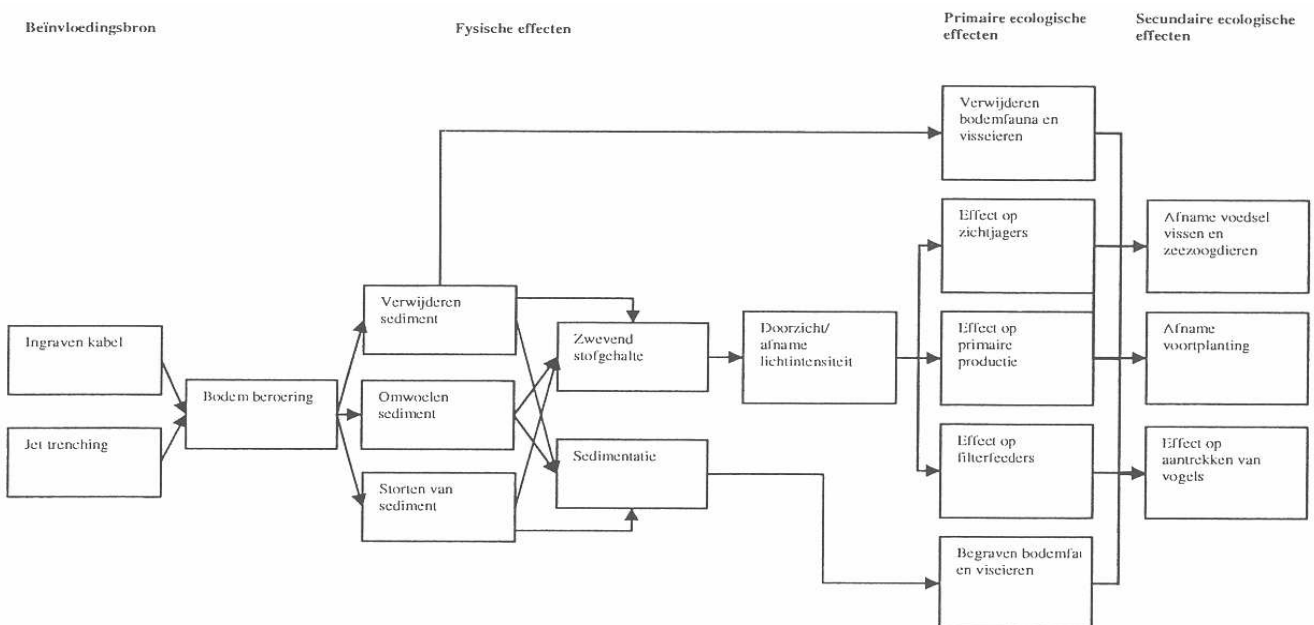 Beïnvloedingsbron
Fysische effecten
Primaire ecologische
effecten
Secundaire ecologische
effecten
Verwijderen
bodemfauna en
visseieren
Effect op
zichtjagers
Afname voedsel
vissen en
zeezoogdieren
Verwijderen
sediment
Ingraven kabel
Zwevend
stofgehalte
Doorzicht/
afname
lichtintensiteit
Effect op
primaire
productie
Afname
voortplanting
Bodem beroering
Omwoelen
sediment
Jet trenching
Sedimentatie
Effect op
filterfeeders
Effect op
aantrekken van
vogels
Storten van
sediment
Begraven bodemfau
en viseieren